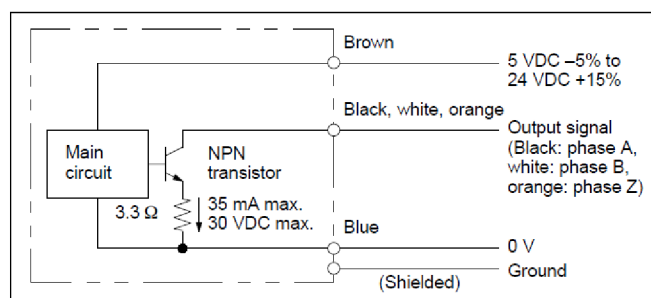 Brown
5 VDC –5% to
24 VDC +15%
Black, white, orange
Output signal
(Black: phase A,
white: phase B,
orange: phase Z)
Main
circuit
NPN
transistor
3.3 Ω
35 mA max.
30 VDC max.
Blue
0 V
(Shielded)
Ground